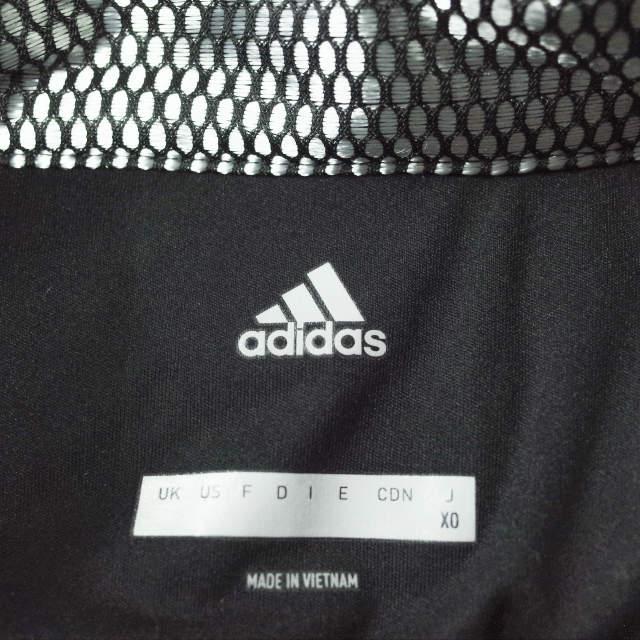 adidas
UK US F D I E CDN J
XO
MADE IN VIETNAM